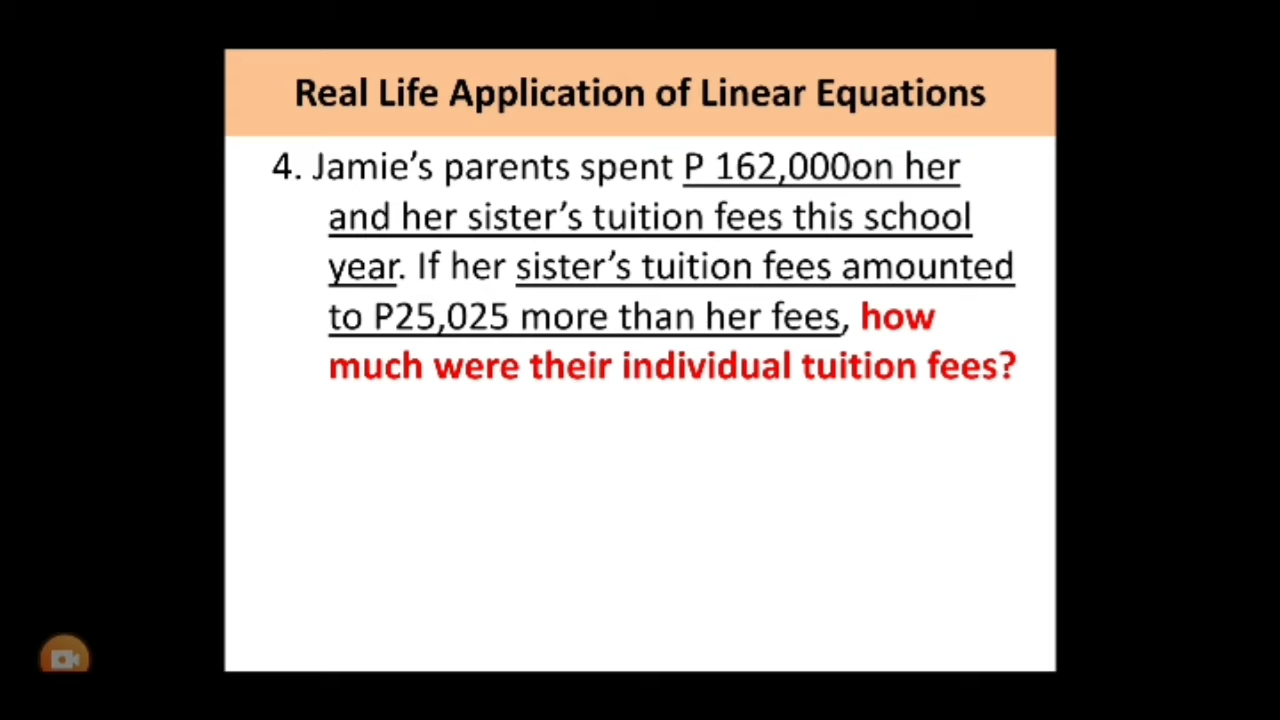 Real Life Application of Linear Equations
4. Jamie’s parents spent P 162,000on her
and her sister’s tuition fees this school
year. If her sister’s tuition fees amounted
to P25,025 more than her fees, how
much were their individual tuition fees?